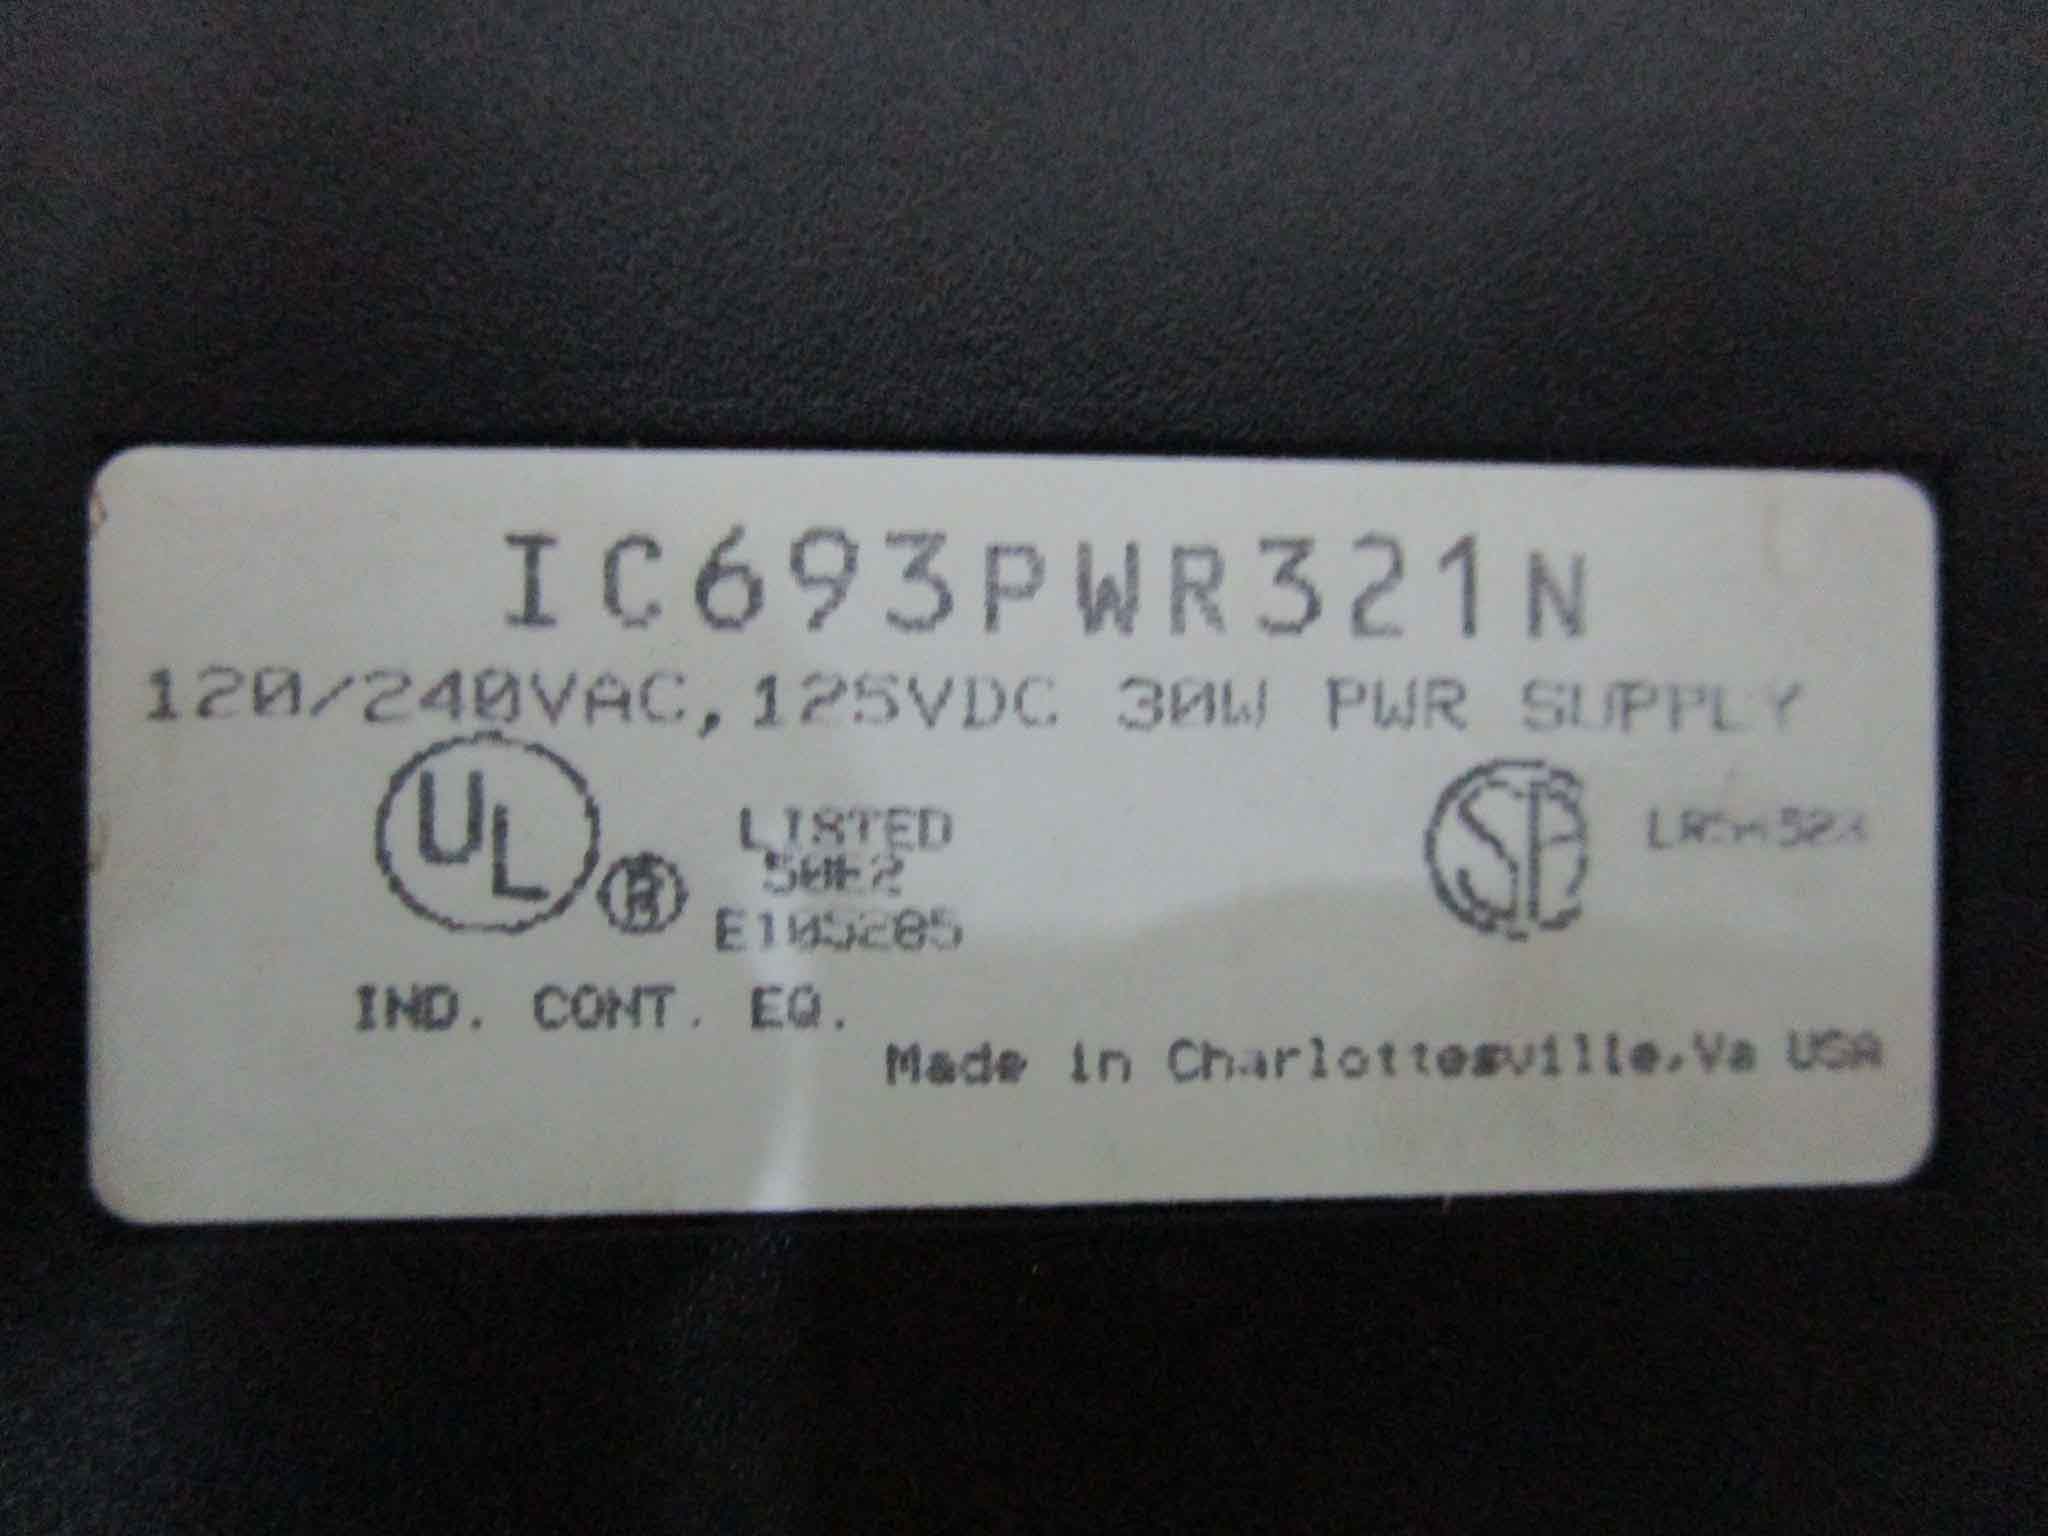 IC693PWR321N
120/240VAC,125VDC 30W PWR SUPPLY
UL ® LISTED
50E2
E105285
IND. CONT. EQ.
Made in Charlottesville,Va USA